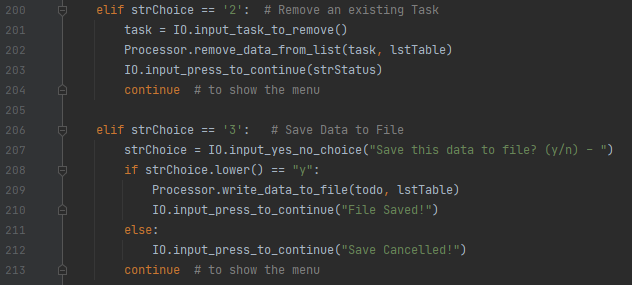 200 elif strChoice == '2':  # Remove an existing Task
201     task = IO.input_task_to_remove()
202     Processor.remove_data_from_list(task, lstTable)
203     IO.input_press_to_continue(strStatus)
204     continue  # to show the menu
205
206 elif strChoice == '3':   # Save Data to File
207     strChoice = IO.input_yes_no_choice("Save this data to file? (y/n) - ")
208     if strChoice.lower() == "y":
209         Processor.write_data_to_file(todo, lstTable)
210         IO.input_press_to_continue("File Saved!")
211     else:
212         IO.input_press_to_continue("Save Cancelled!")
213     continue  # to show the menu